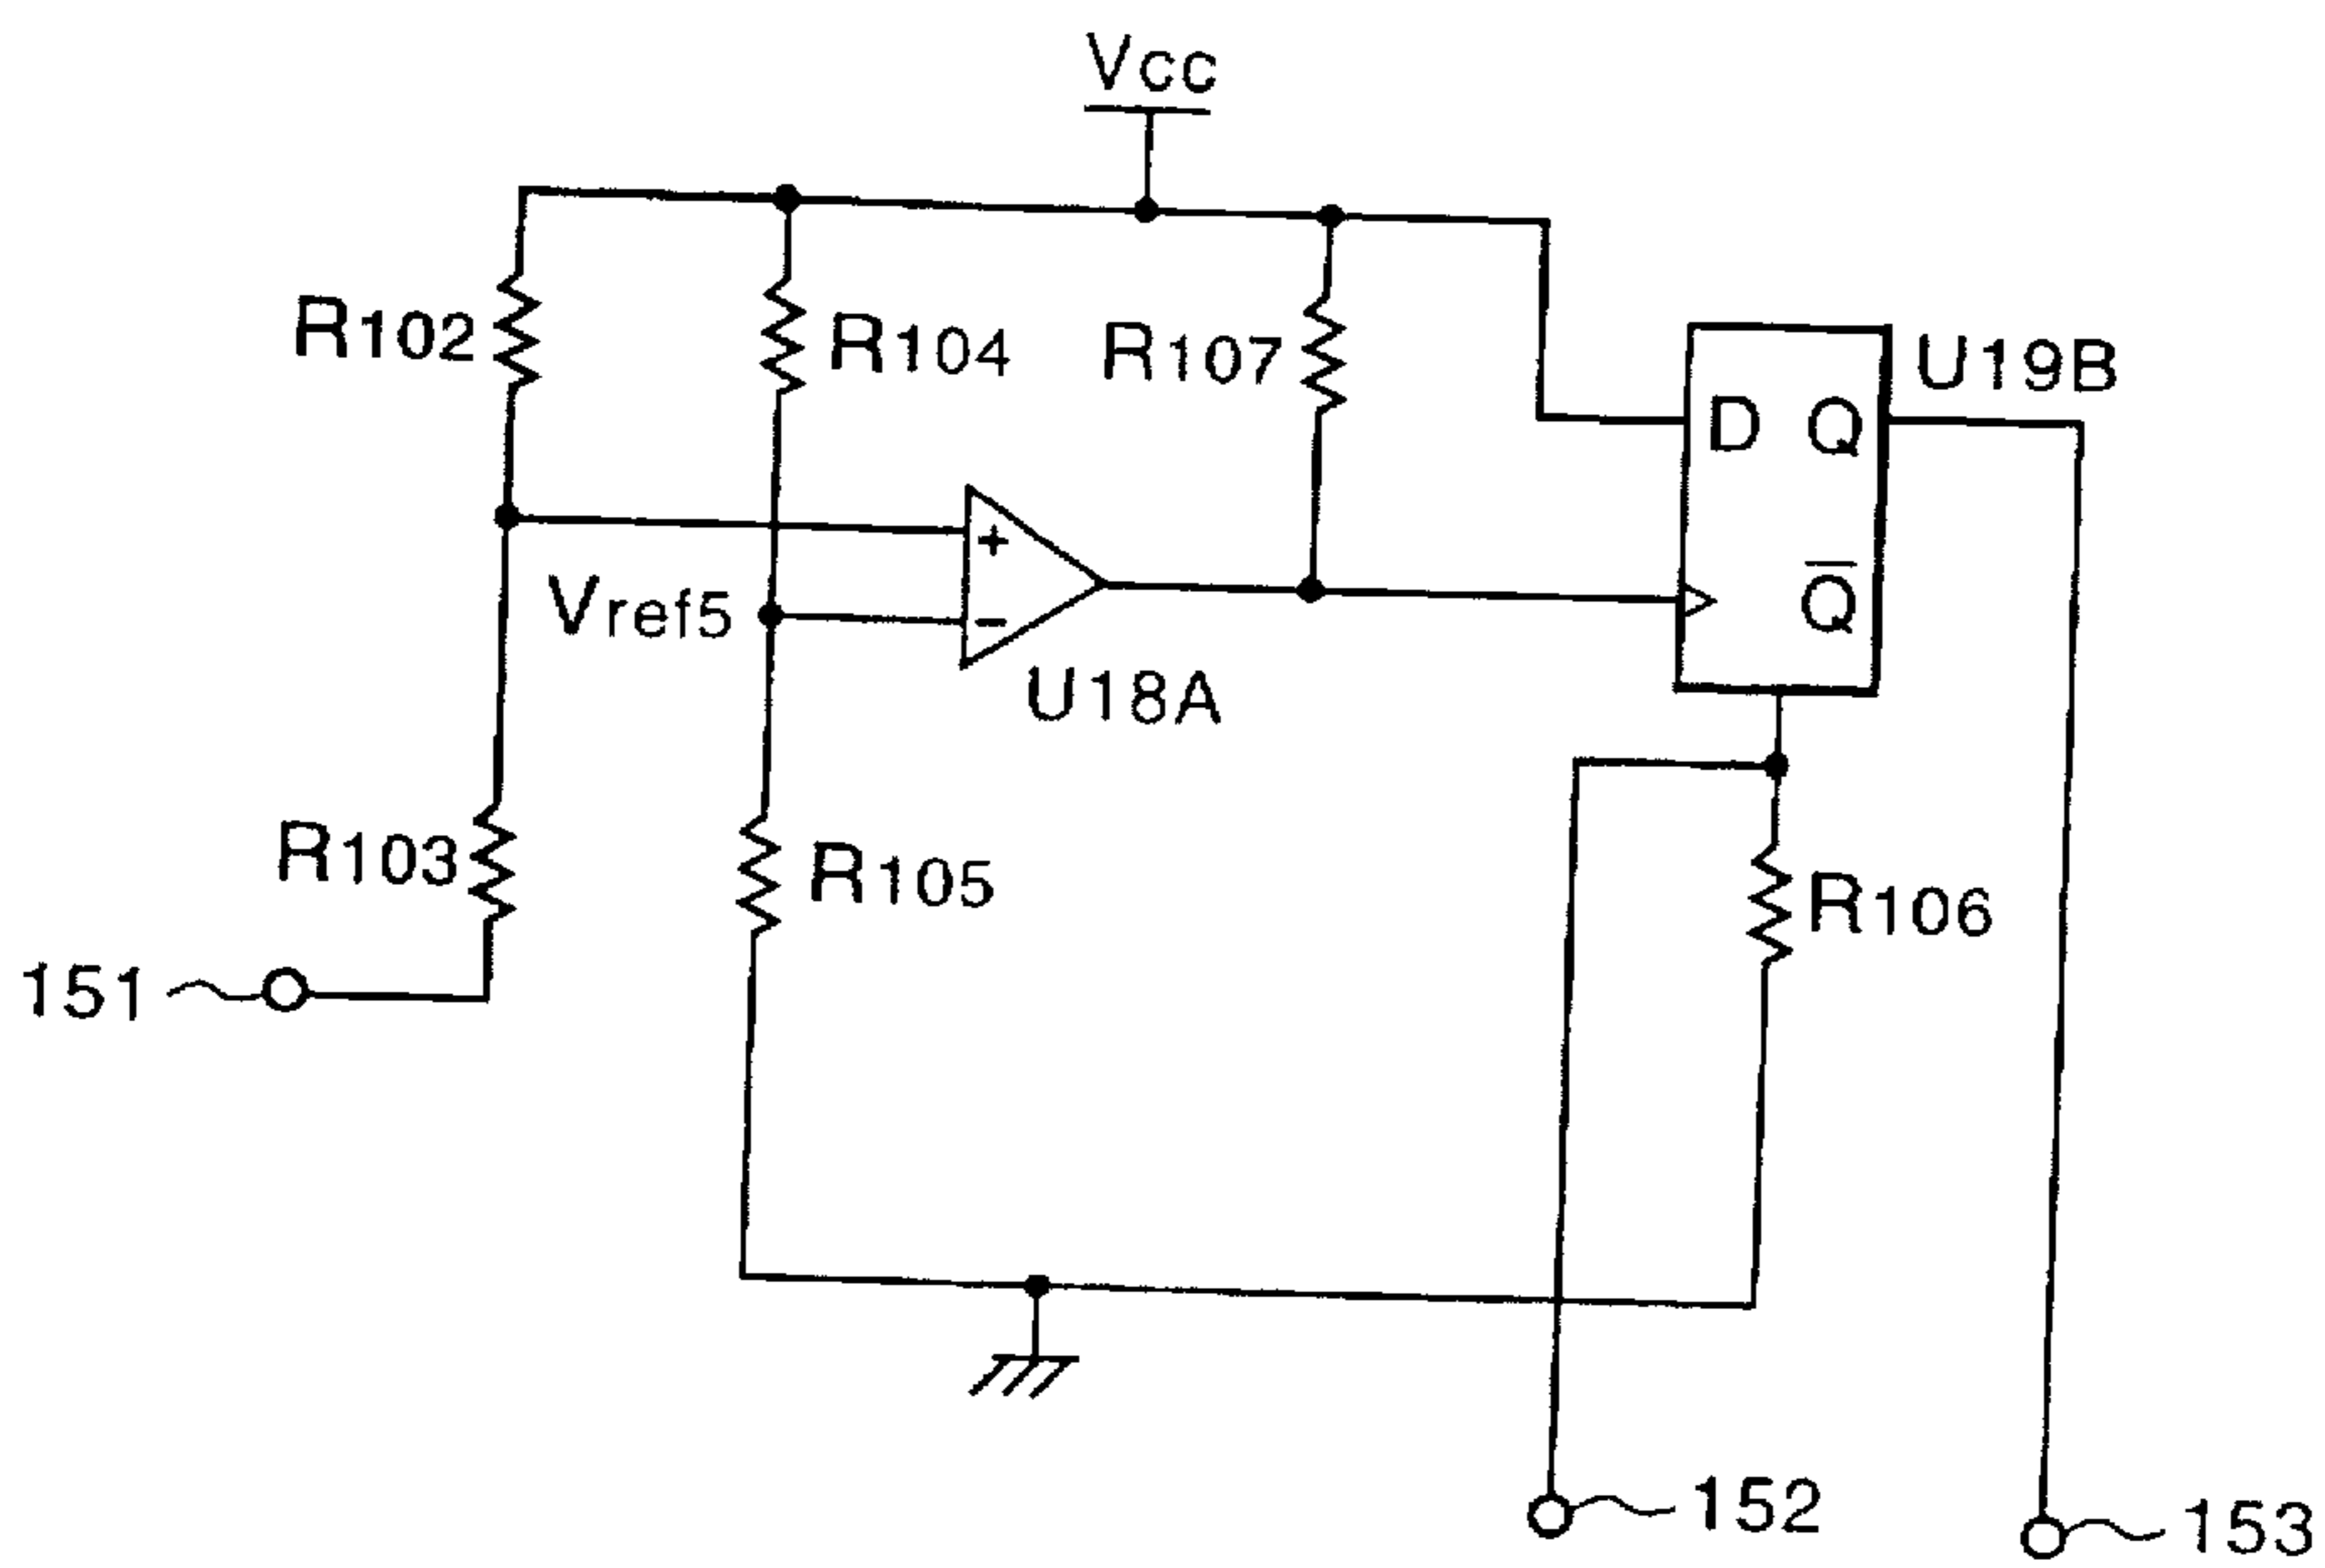 Vcc
R102
R104
R107
U19B
D Q
+
Vref5
−
Q̅
U18A
R103
R105
R106
151
152
153